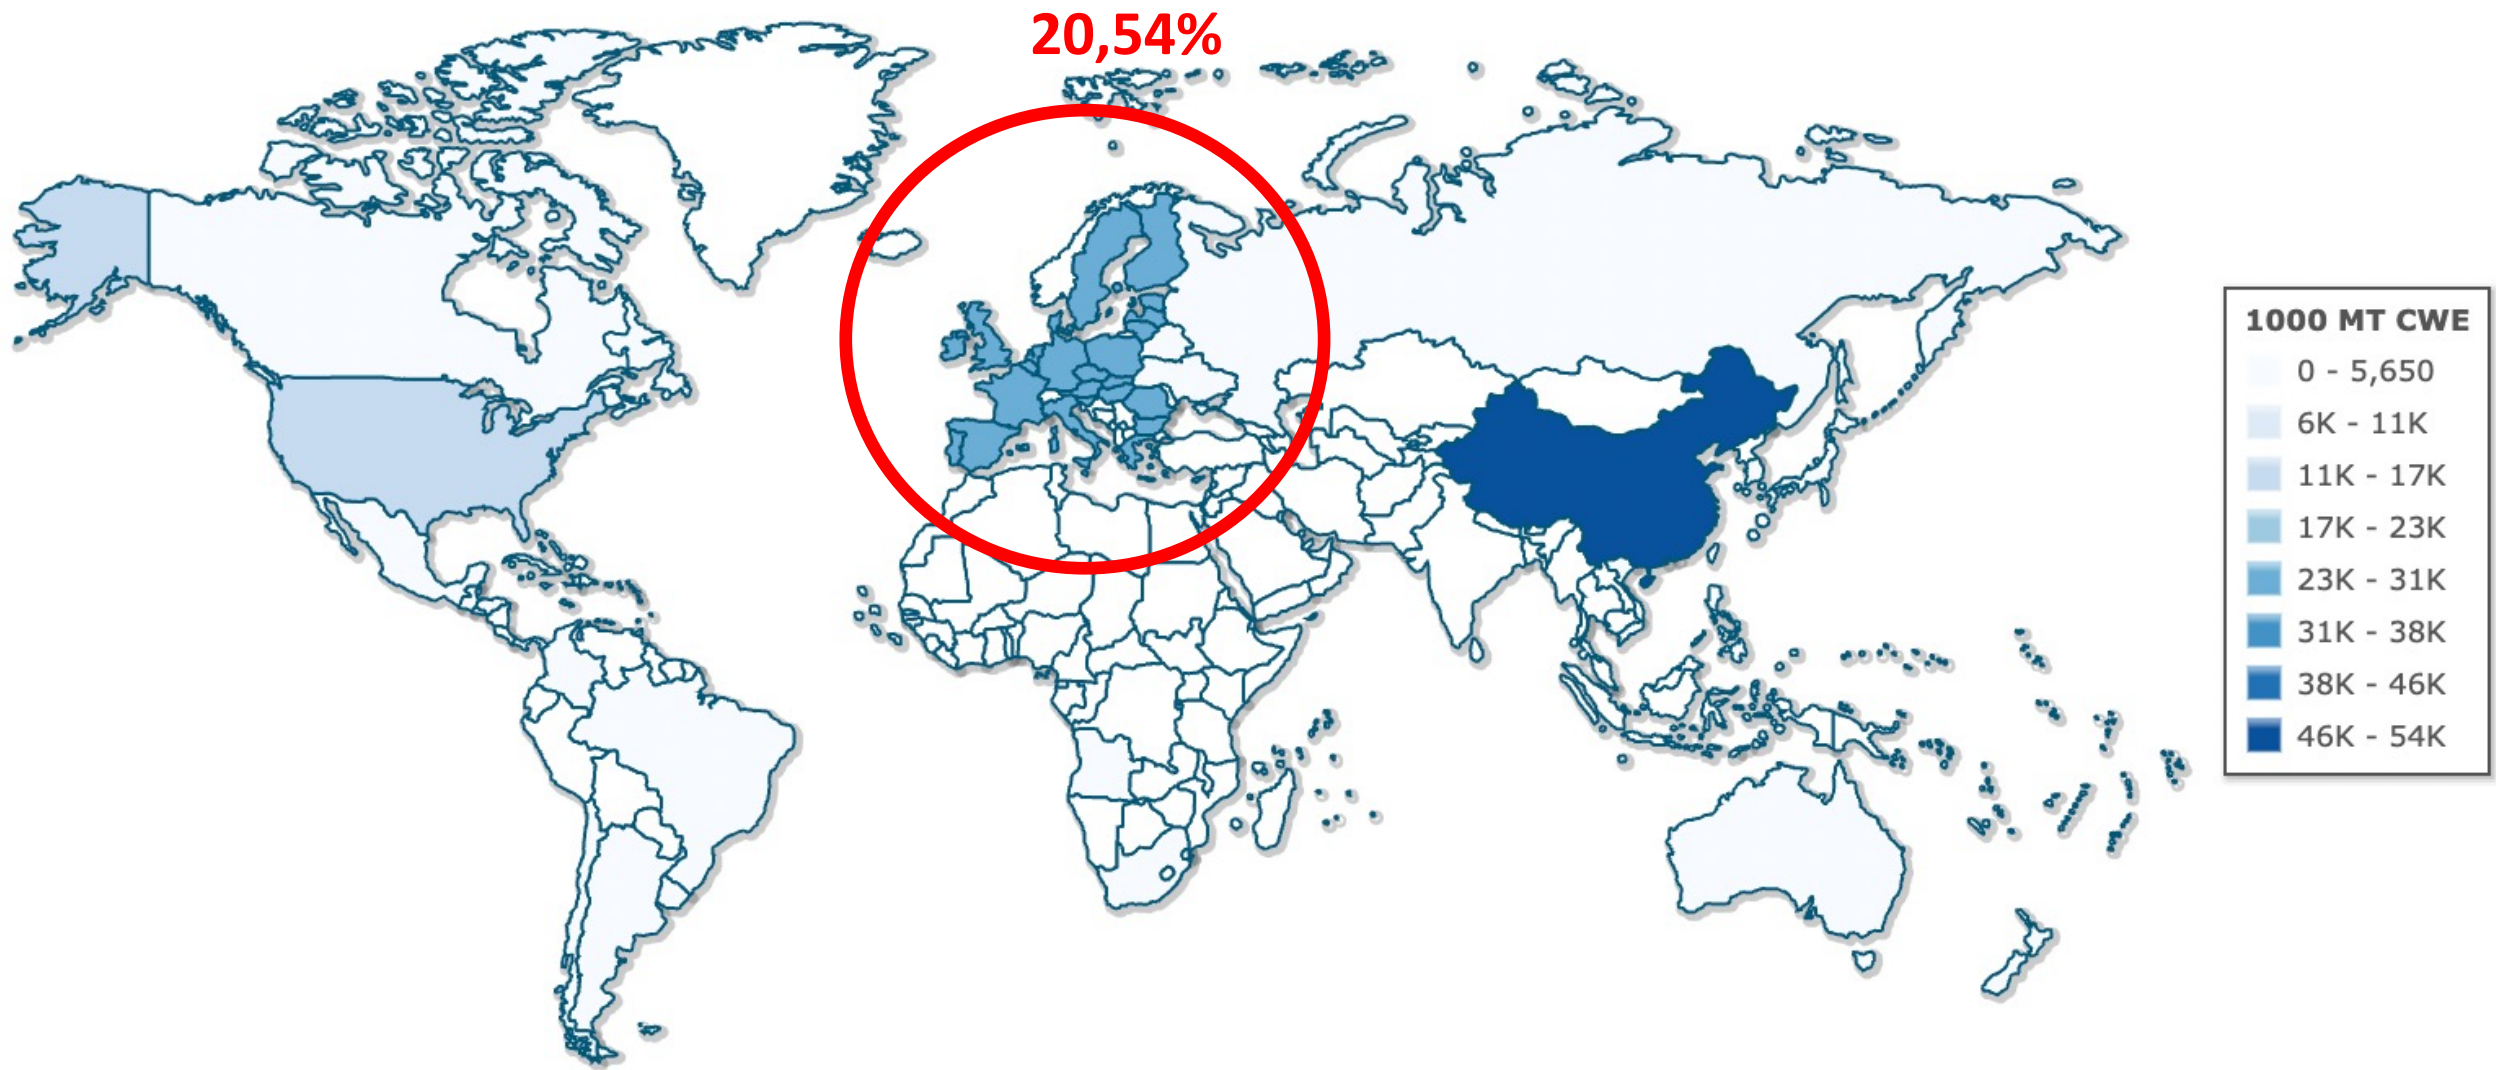 20,54%
1000 MT CWE
0 - 5,650
6K - 11K
11K - 17K
17K - 23K
23K - 31K
31K - 38K
38K - 46K
46K - 54K